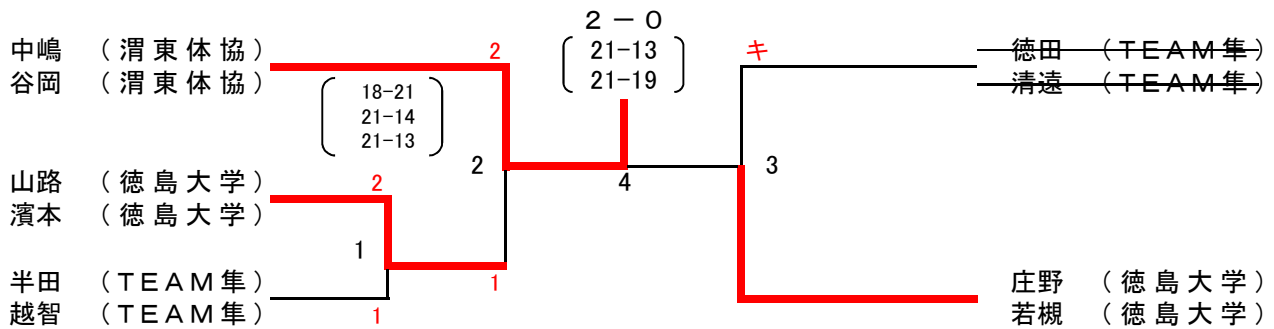 2 － 0
中嶋 （ 渭 東 体 協 ）
2
21-13
キ
徳田 （ TEAM隼 ）
谷岡 （ 渭 東 体 協 ）
21-19
清遠 （ TEAM隼 ）
18-21
21-14
21-13
2
3
山路 （ 徳 島 大 学 ）
2
4
濱本 （ 徳 島 大 学 ）
1
半田 （ TEAM隼 ）
1
庄野 （ 徳 島 大 学 ）
越智 （ TEAM隼 ）
1
若槻 （ 徳 島 大 学 ）